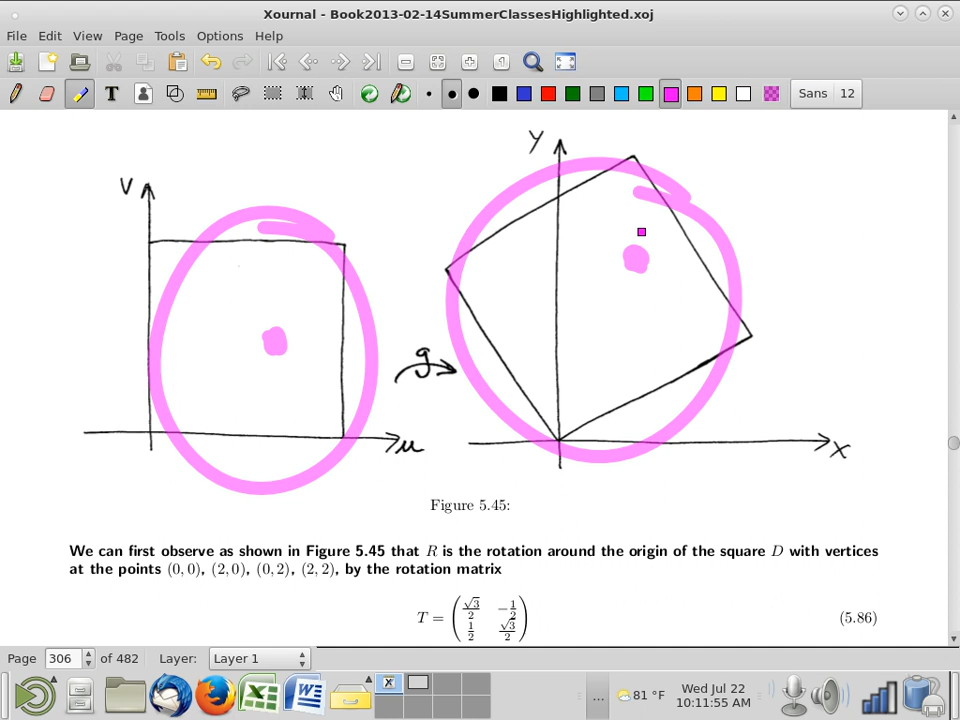 Xournal - Book2013-02-14SummerClassesHighlighted.xoj
File Edit View Page Tools Options Help
Sans 12
y
v
g
u
x
Figure 5.45:
We can first observe as shown in Figure 5.45 that R is the rotation around the origin of the square D with vertices
at the points (0, 0), (2, 0), (0, 2), (2, 2), by the rotation matrix
T = (√3/2 -1/2
1/2 √3/2) (5.86)
Page 306 of 482 Layer: Layer 1
... 81 °F Wed Jul 22
10:11:55 AM